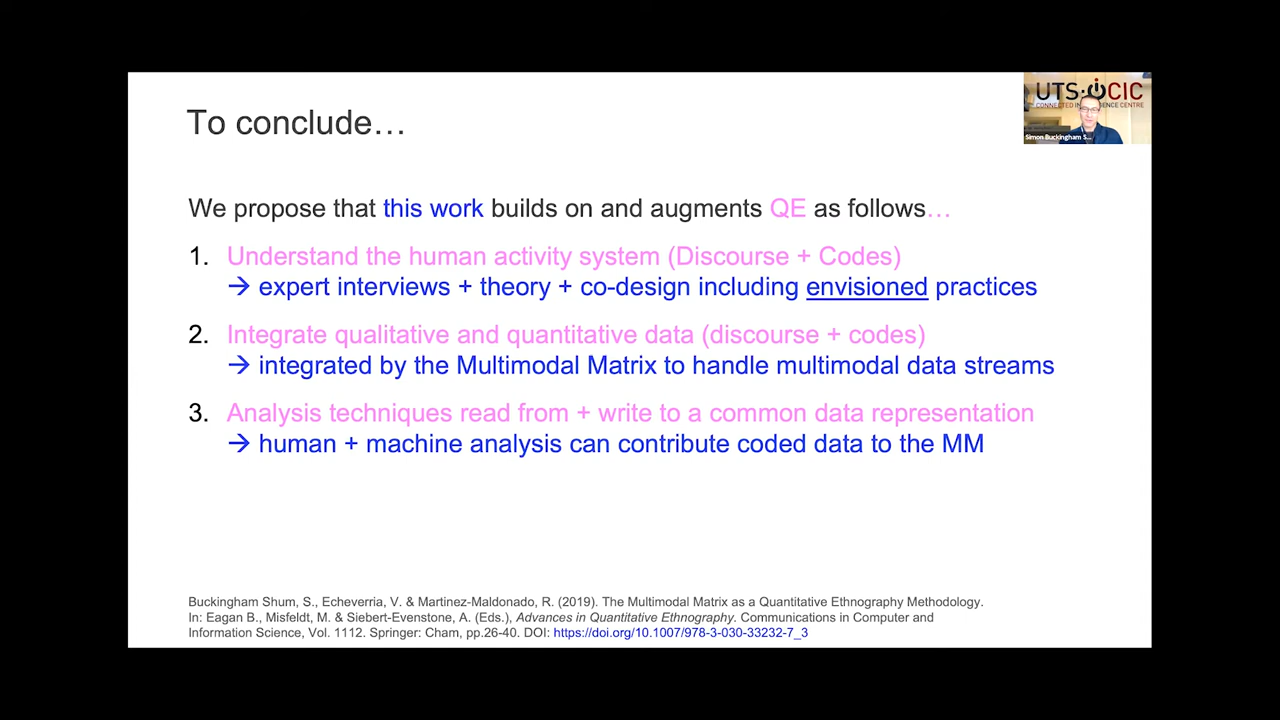 To conclude…
UTS CIC
CONNECTED INTELLIGENCE CENTRE
Simon Buckingham S...
We propose that this work builds on and augments QE as follows…
1. Understand the human activity system (Discourse + Codes)
→ expert interviews + theory + co-design including envisioned practices
2. Integrate qualitative and quantitative data (discourse + codes)
→ integrated by the Multimodal Matrix to handle multimodal data streams
3. Analysis techniques read from + write to a common data representation
→ human + machine analysis can contribute coded data to the MM
Buckingham Shum, S., Echeverria, V. & Martinez-Maldonado, R. (2019). The Multimodal Matrix as a Quantitative Ethnography Methodology.
In: Eagan B., Misfeldt, M. & Siebert-Evenstone, A. (Eds.), Advances in Quantitative Ethnography. Communications in Computer and
Information Science, Vol. 1112. Springer: Cham, pp.26-40. DOI: https://doi.org/10.1007/978-3-030-33232-7_3